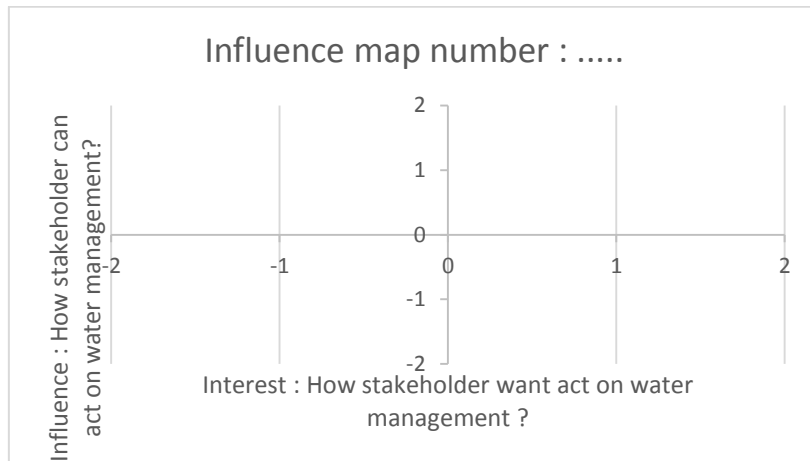 Influence map number : .....
Influence : How stakeholder can
act on water management?
2
1
0
-1
-2
-2
-1
0
1
2
Interest : How stakeholder want act on water
management ?